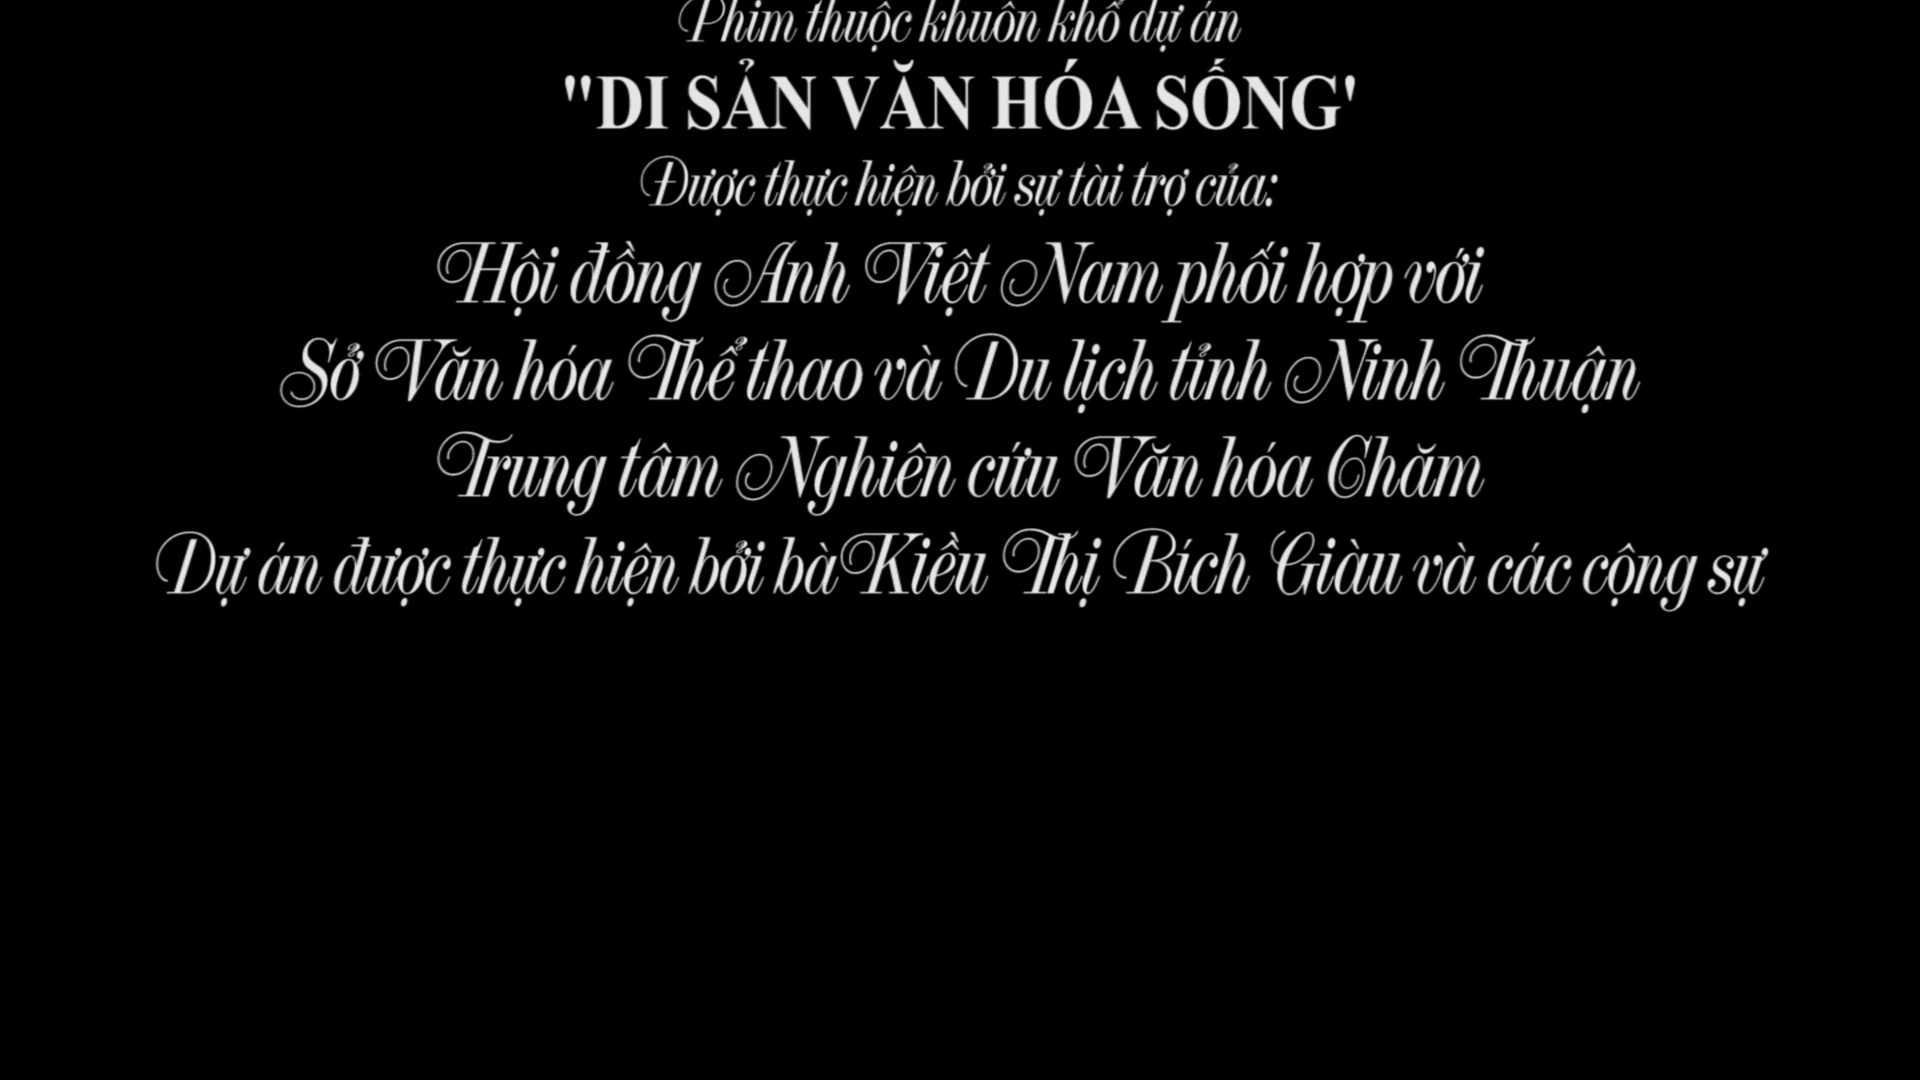 Phim thuộc khuôn khổ dự án
"DI SẢN VĂN HÓA SỐNG'
Được thực hiện bởi sự tài trợ của:
Hội đồng Anh Việt Nam phối hợp với
Sở Văn hóa Thể thao và Du lịch tỉnh Ninh Thuận
Trung tâm Nghiên cứu Văn hóa Chăm
Dự án được thực hiện bởi bà Kiều Thị Bích Giàu và các cộng sự